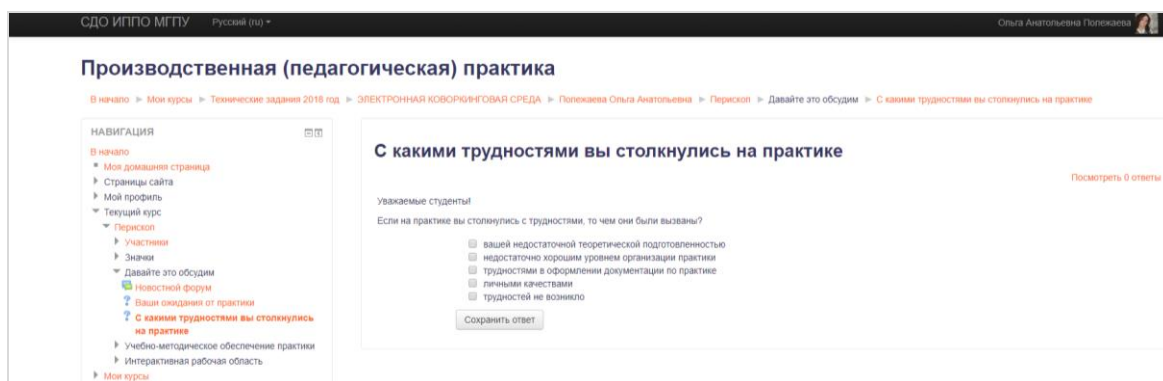 СДО ИППО МГПУ Русский (ru)
Ольга Анатольевна Полежаева
Производственная (педагогическая) практика
В начало ► Мои курсы ► Технические задания 2018 год ► ЭЛЕКТРОННАЯ КОВОРКИНГОВАЯ СРЕДА ► Полежаева Ольга Анатольевна ► Перископ ► Давайте это обсудим ► С какими трудностями вы столкнулись на практике
НАВИГАЦИЯ
В начало
Моя домашняя страница
Страницы сайта
Мой профиль
Текущий курс
Перископ
Участники
Значки
Давайте это обсудим
Новостной форум
Ваши ожидания от практики
С какими трудностями вы столкнулись
на практике
Учебно-методическое обеспечение практики
Интерактивная рабочая область
Мои курсы
С какими трудностями вы столкнулись на практике
Посмотреть 0 ответы
Уважаемые студенты!
Если на практике вы столкнулись с трудностями, то чем они были вызваны?
вашей недостаточной теоретической подготовленностью
недостаточно хорошим уровнем организации практики
трудностями в оформлении документации по практике
личными качествами
трудностей не возникло
Сохранить ответ